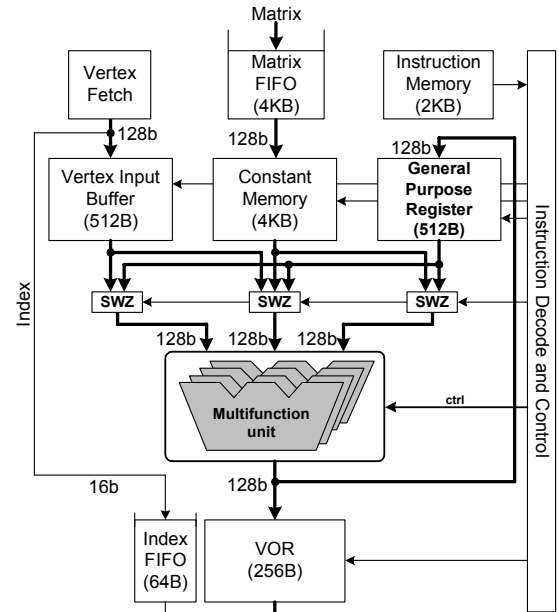 Matrix
Vertex
Fetch
Matrix
FIFO
(4KB)
Instruction
Memory
(2KB)
128b
128b
128b
Vertex Input
Buffer
(512B)
Constant
Memory
(4KB)
General
Purpose
Register
(512B)
SWZ
SWZ
SWZ
Index
128b
128b
128b
Instruction Decode and Control
Multifunction
unit
ctrl
16b
128b
Index
FIFO
(64B)
VOR
(256B)